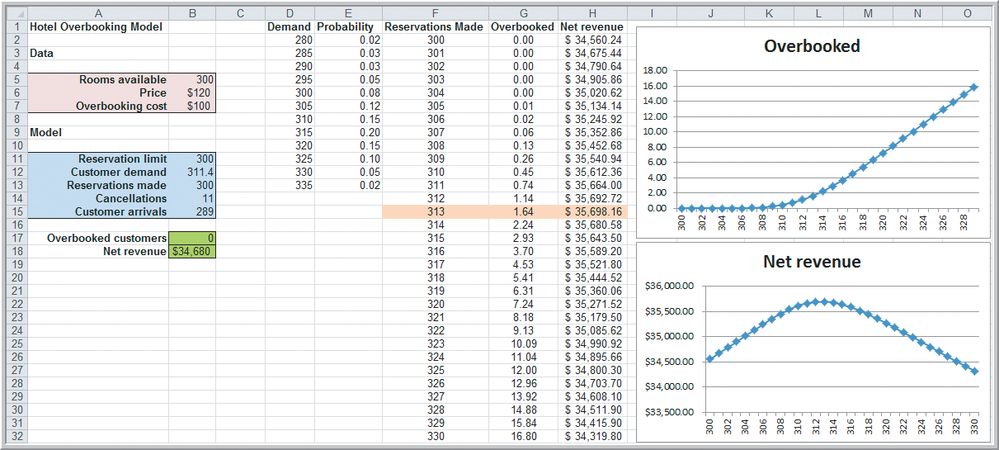 A B C D E F G H I J K L M N O
1 Hotel Overbooking Model Demand Probability Reservations Made Overbooked Net revenue
2 280 0.02 300 0.00 $ 34,560.24
3 Data 285 0.03 301 0.00 $ 34,675.44
4 290 0.03 302 0.00 $ 34,790.64
5 Rooms available 300 295 0.05 303 0.00 $ 34,905.86
6 Price $120 300 0.08 304 0.00 $ 35,020.62
7 Overbooking cost $100 305 0.12 305 0.01 $ 35,134.14
8 310 0.15 306 0.02 $ 35,245.92
9 Model 315 0.20 307 0.06 $ 35,352.86
10 320 0.15 308 0.13 $ 35,452.68
11 Reservation limit 300 325 0.10 309 0.26 $ 35,540.94
12 Customer demand 311.4 330 0.05 310 0.45 $ 35,612.36
13 Reservations made 300 335 0.02 311 0.74 $ 35,664.00
14 Cancellations 11 312 1.14 $ 35,692.72
15 Customer arrivals 289 313 1.64 $ 35,698.16
16 314 2.24 $ 35,680.58
17 Overbooked customers 0 315 2.93 $ 35,643.50
18 Net revenue $34,680 316 3.70 $ 35,589.20
19 317 4.53 $ 35,521.80
20 318 5.41 $ 35,444.52
21 319 6.31 $ 35,360.06
22 320 7.24 $ 35,271.52
23 321 8.18 $ 35,179.50
24 322 9.13 $ 35,085.62
25 323 10.09 $ 34,990.92
26 324 11.04 $ 34,895.66
27 325 12.00 $ 34,800.30
28 326 12.96 $ 34,703.70
29 327 13.92 $ 34,608.10
30 328 14.88 $ 34,511.90
31 329 15.84 $ 34,415.90
32 330 16.80 $ 34,319.80
Overbooked
18.00
16.00
14.00
12.00
10.00
8.00
6.00
4.00
2.00
0.00
300 302 304 306 308 310 312 314 316 318 320 322 324 326 328
Net revenue
$36,000.00
$35,500.00
$35,000.00
$34,500.00
$34,000.00
$33,500.00
300 302 304 306 308 310 312 314 316 318 320 322 324 326 328 330